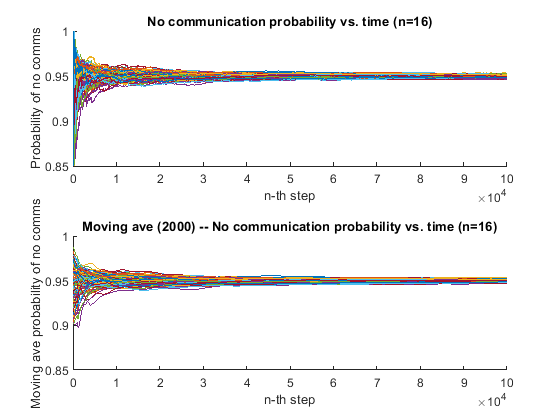 No communication probability vs. time (n=16)
Probability of no comms
1
0.95
0.9
0.85
0 1 2 3 4 5 6 7 8 9 10
n-th step
×10^4
Moving ave (2000) -- No communication probability vs. time (n=16)
Moving ave probability of no comms
1
0.95
0.9
0.85
0 1 2 3 4 5 6 7 8 9 10
n-th step
×10^4